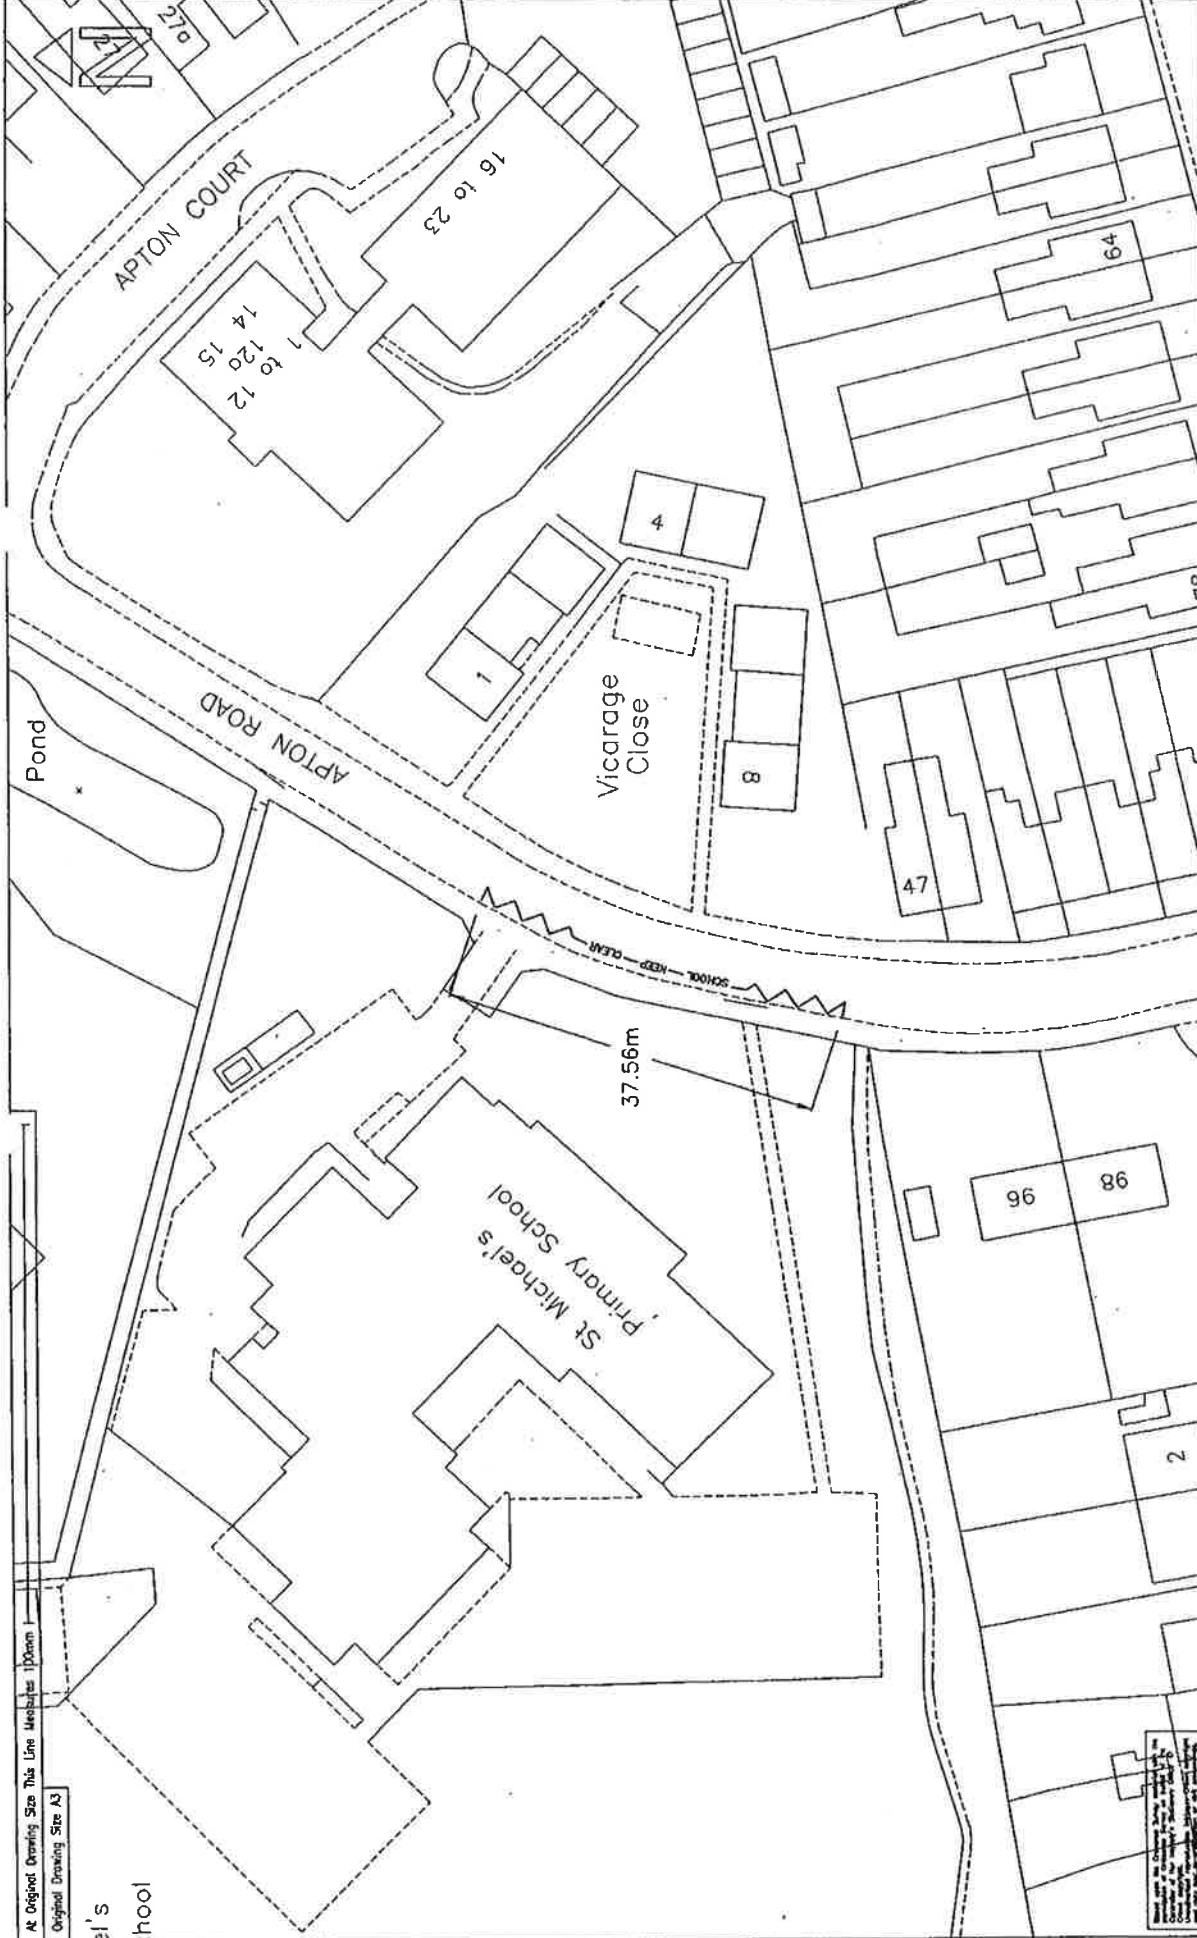 At Original Drawing Size This Line Measures 100mm
Original Drawing Size A3
el's
hool
Pond
27
27a
N
APTON COURT
16 to 23
1 to 12
12a
14 15
APTON ROAD
1
4
Vicarage
Close
8
64
47
SCHOOL KEEP CLEAR
37.56m
St Michael's
Primary School
96
98
2